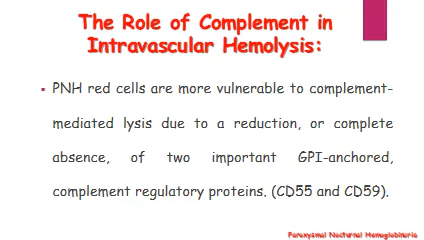 The Role of Complement in
Intravascular Hemolysis:
▪ PNH red cells are more vulnerable to complement-
mediated lysis due to a reduction, or complete
absence, of two important GPI-anchored,
complement regulatory proteins. (CD55 and CD59).
Paroxysmal Nocturnal Hemoglobinuria